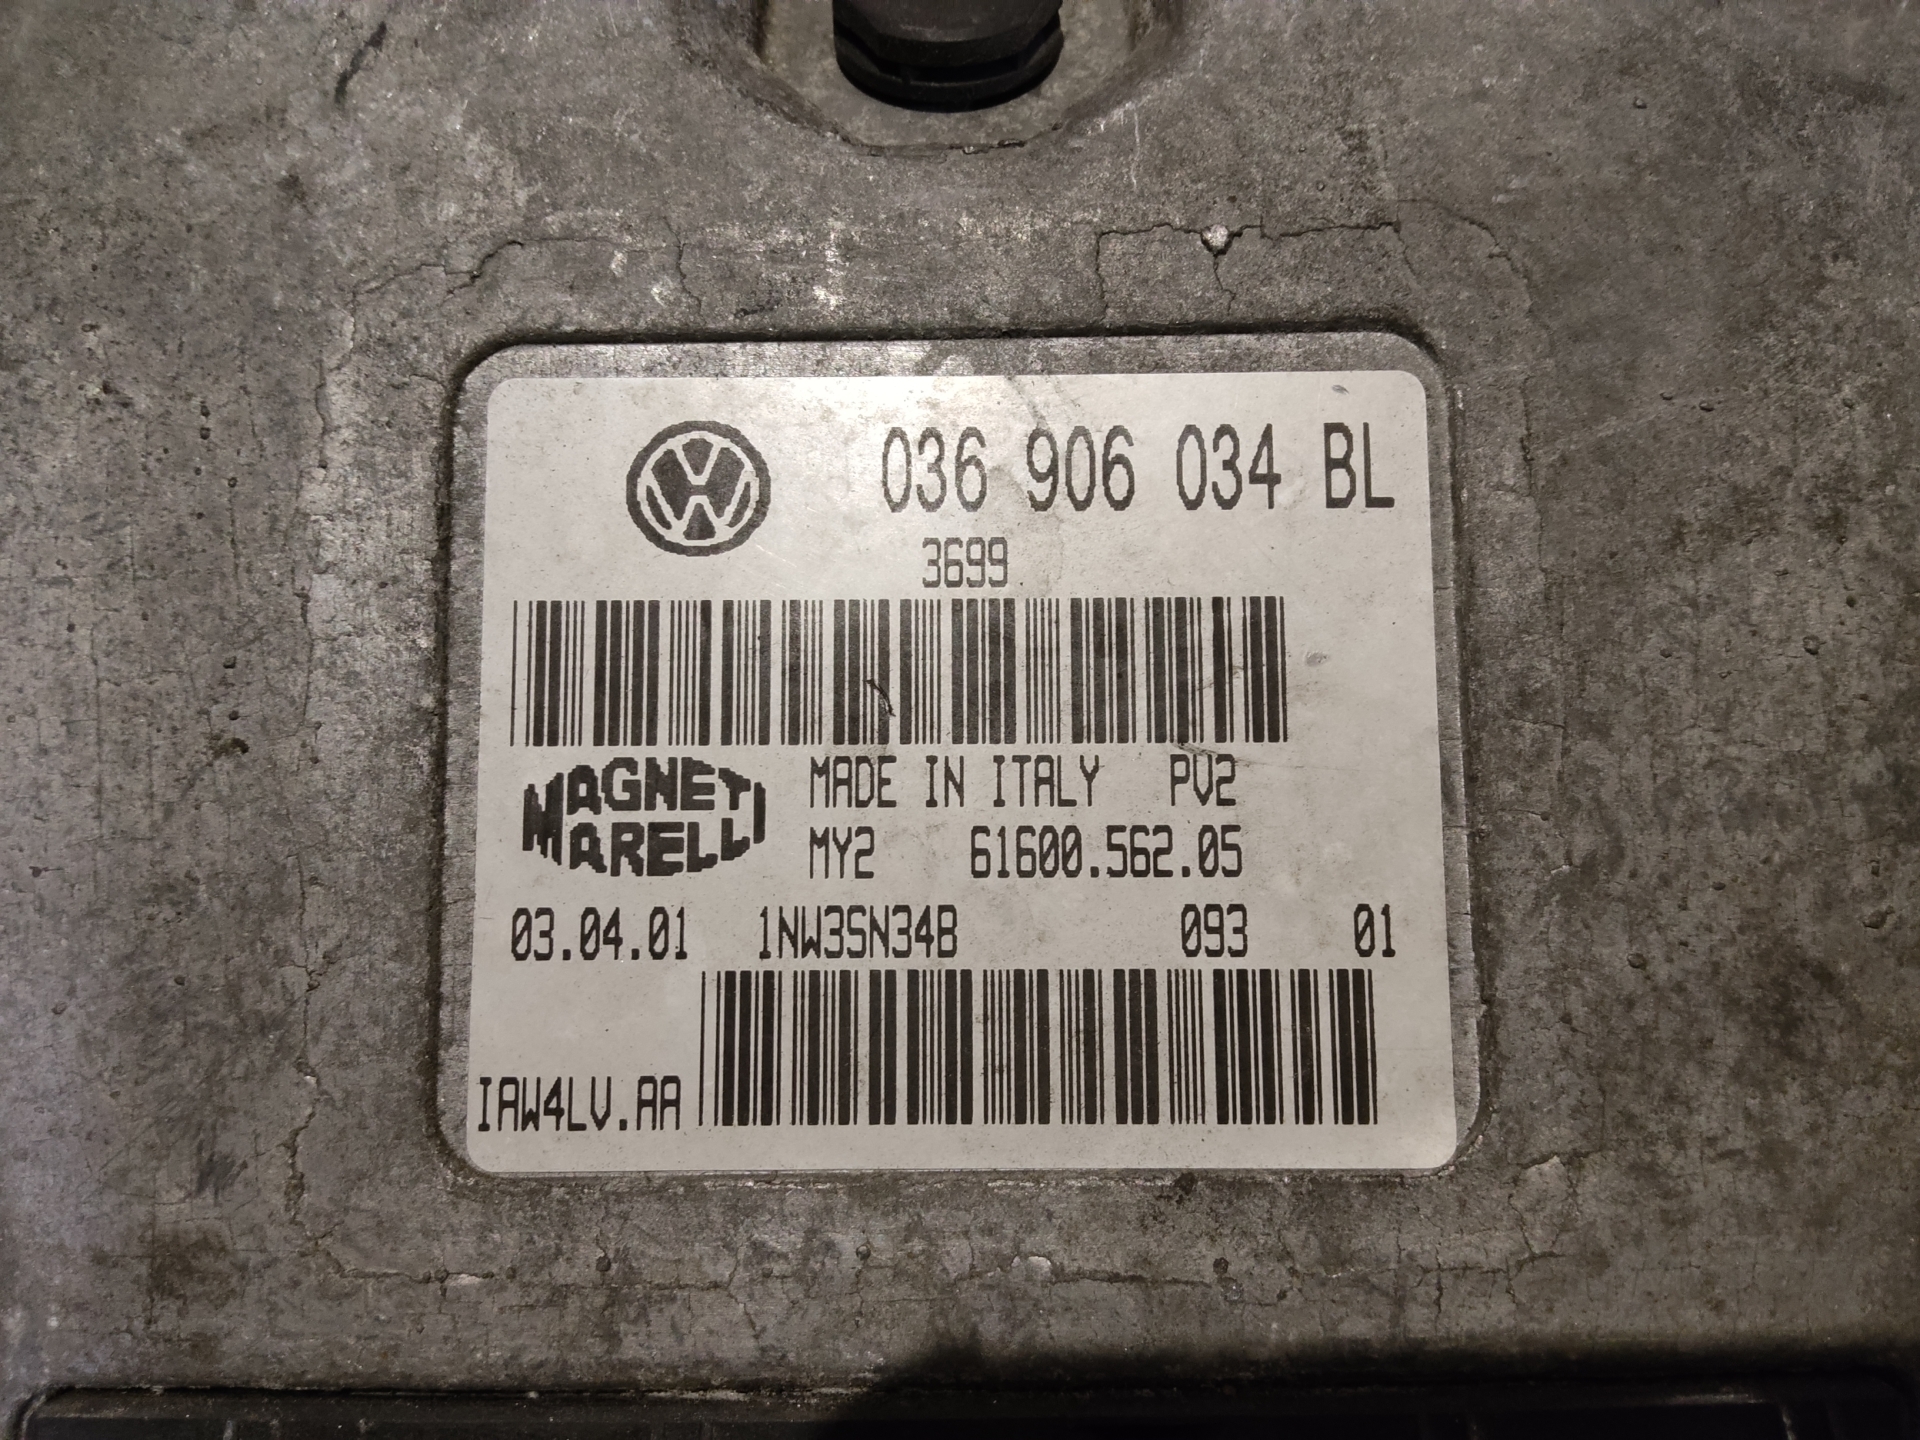 036 906 034 BL
3699
MAGNETI MARELLI
MADE IN ITALY PV2
MY2 61600.562.05
03.04.01 1NW3SN34B 093 01
IAW4LV.AA